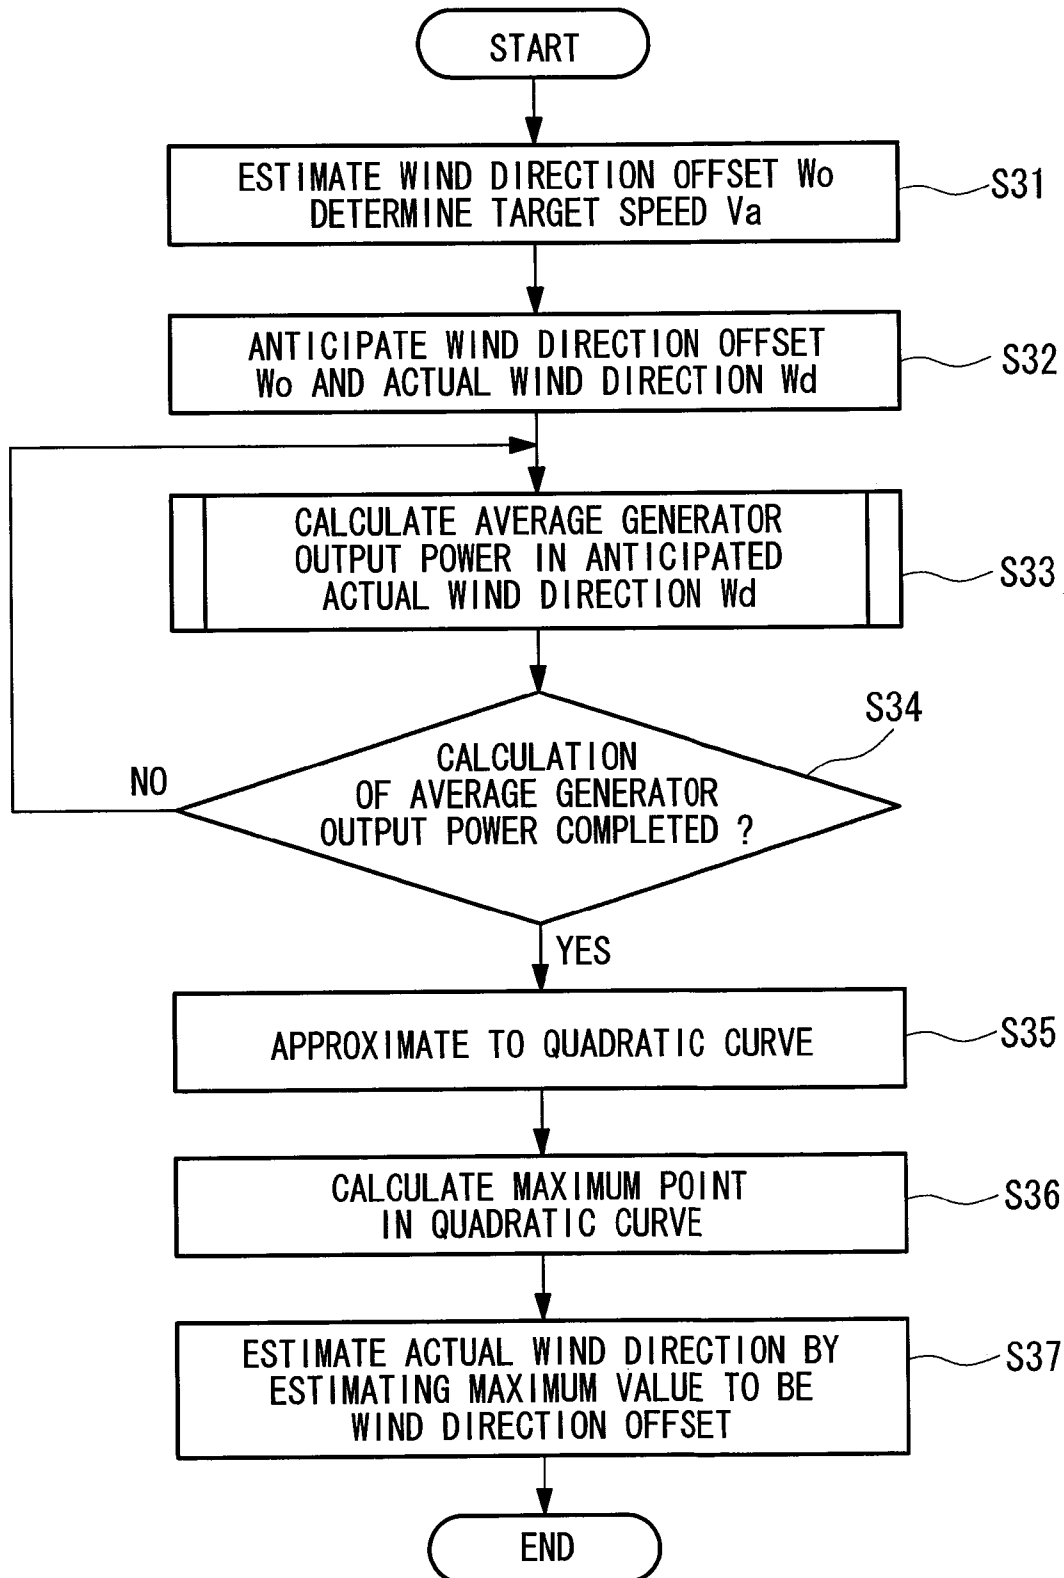 START
ESTIMATE WIND DIRECTION OFFSET Wo
DETERMINE TARGET SPEED Va
S31
ANTICIPATE WIND DIRECTION OFFSET
Wo AND ACTUAL WIND DIRECTION Wd
S32
CALCULATE AVERAGE GENERATOR
OUTPUT POWER IN ANTICIPATED
ACTUAL WIND DIRECTION Wd
S33
S34
CALCULATION
OF AVERAGE GENERATOR
OUTPUT POWER COMPLETED ?
NO
YES
APPROXIMATE TO QUADRATIC CURVE
S35
CALCULATE MAXIMUM POINT
IN QUADRATIC CURVE
S36
ESTIMATE ACTUAL WIND DIRECTION BY
ESTIMATING MAXIMUM VALUE TO BE
WIND DIRECTION OFFSET
S37
END